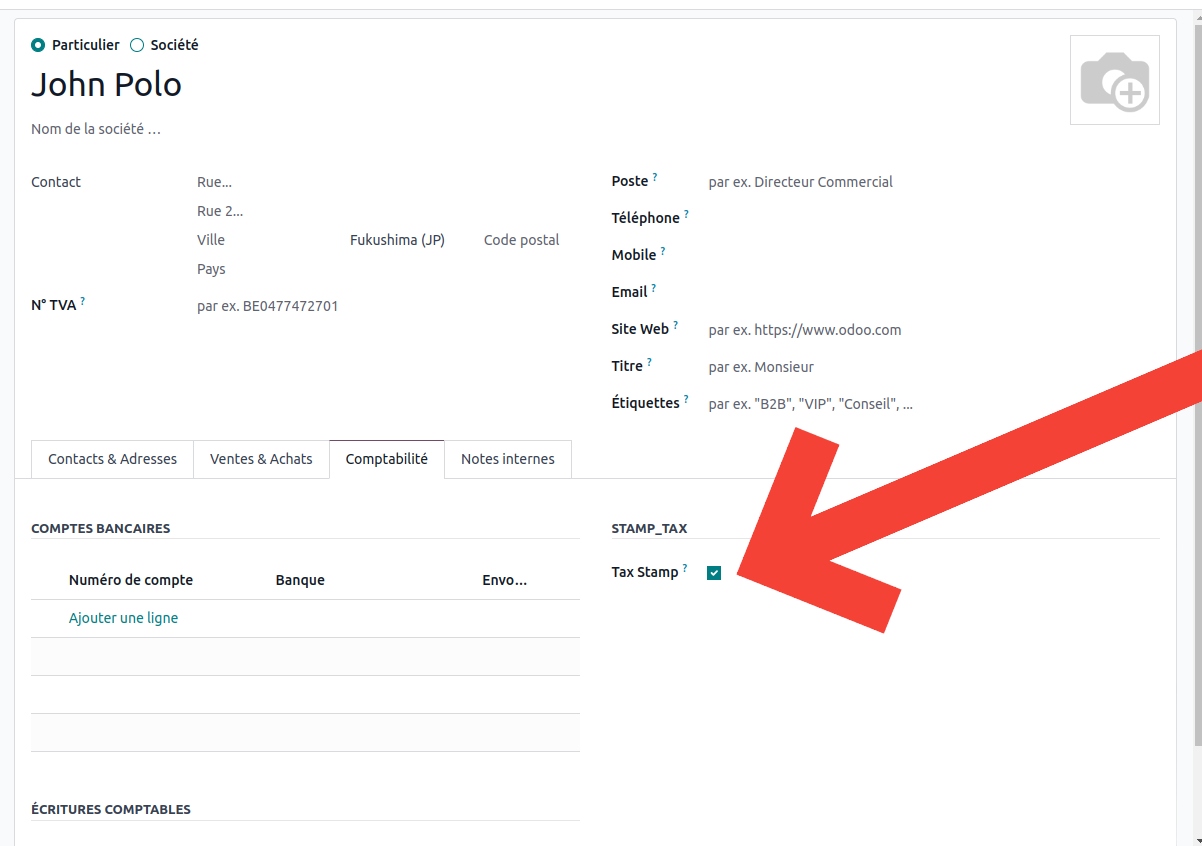 Particulier Société
John Polo
Nom de la société ...
Contact
Rue...
Rue 2...
Ville Fukushima (JP) Code postal
Pays
N° TVA ? par ex. BE0477472701
Poste ? par ex. Directeur Commercial
Téléphone ?
Mobile ?
Email ?
Site Web ? par ex. https://www.odoo.com
Titre ? par ex. Monsieur
Étiquettes ? par ex. "B2B", "VIP", "Conseil", ...
Contacts & Adresses Ventes & Achats Comptabilité Notes internes
COMPTES BANCAIRES
Numéro de compte Banque Envo...
Ajouter une ligne
STAMP_TAX
Tax Stamp ?
ÉCRITURES COMPTABLES